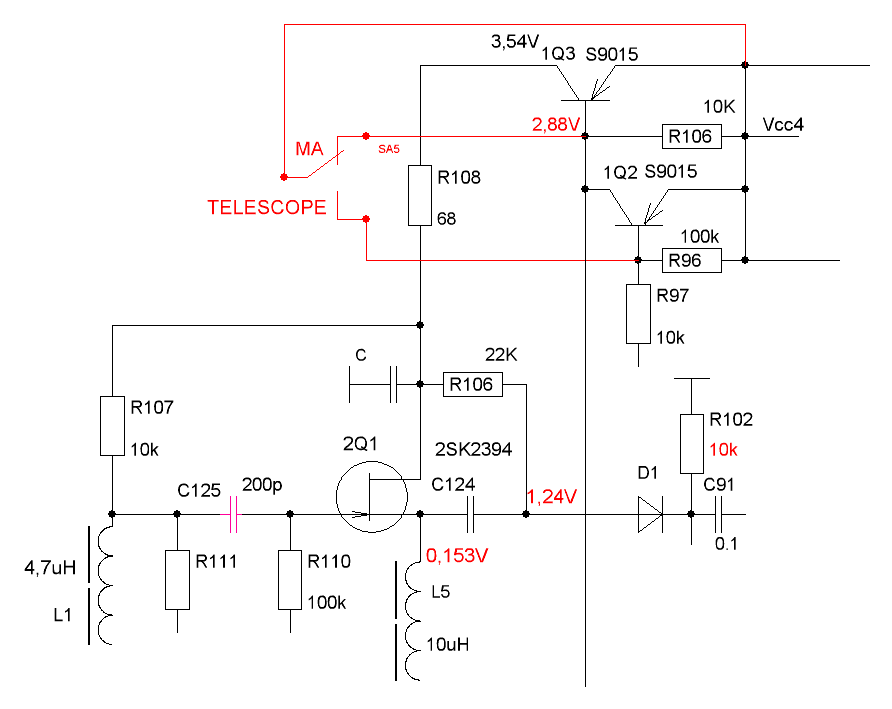 3,54V
1Q3 S9015
10K
2,88V
R106
Vcc4
MA
SA5
R108
68
1Q2 S9015
TELESCOPE
100k
R96
R97
10k
C
22K
R106
R107
10k
R102
10k
2Q1
2SK2394
D1
C125
200p
C124
C91
1,24V
0.1
0,153V
R111
R110
100k
4,7uH
L1
L5
10uH